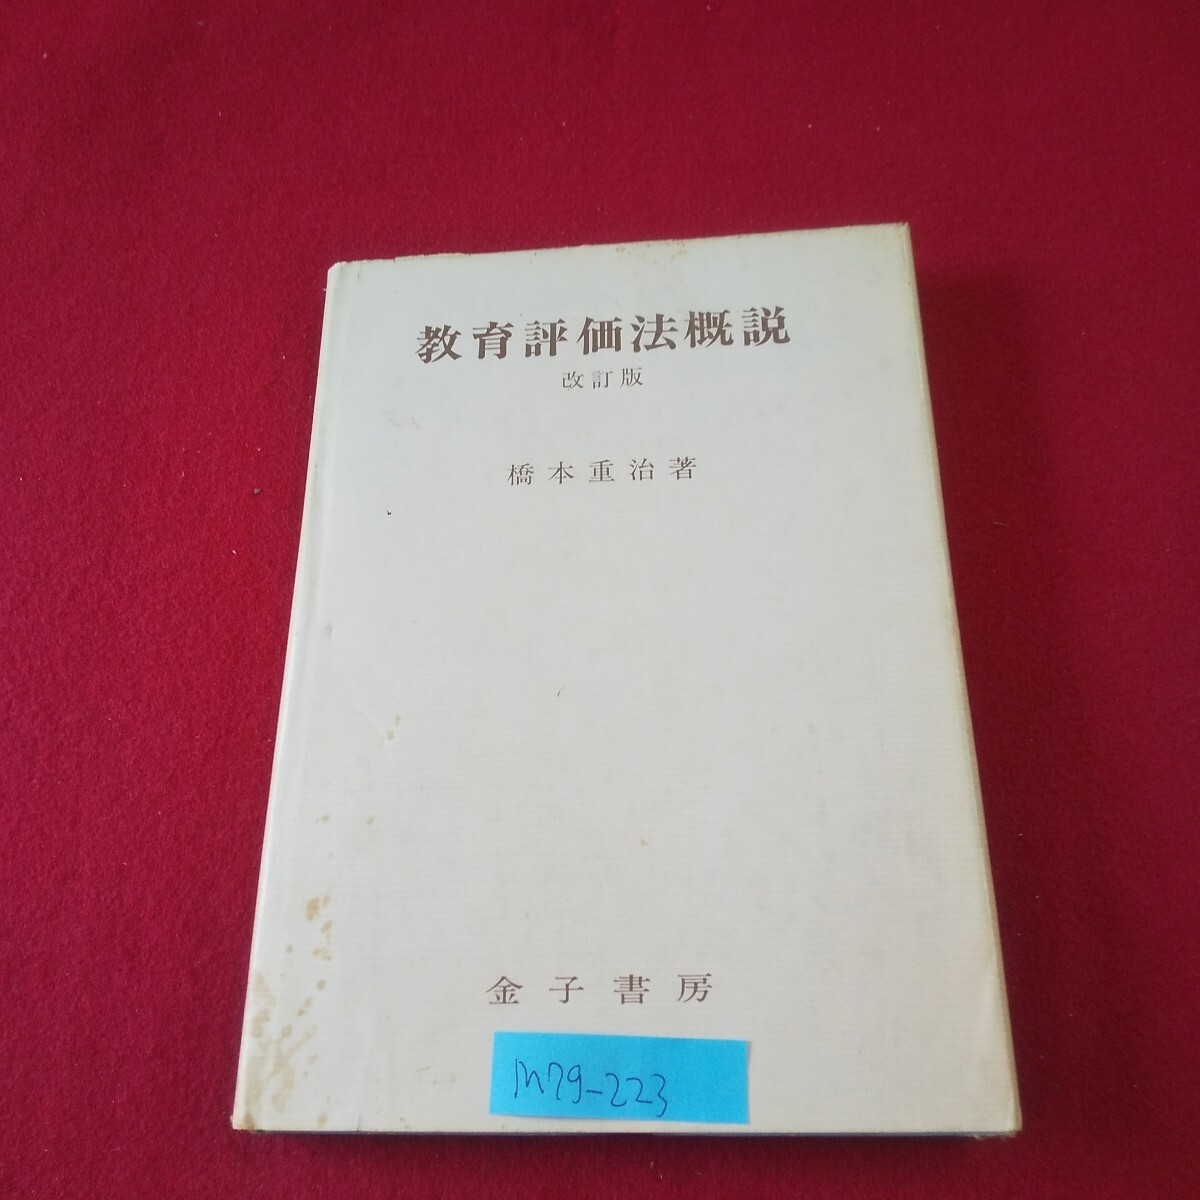 教育評価法概説
改訂版
橋本重治著
金子書房
m79-223